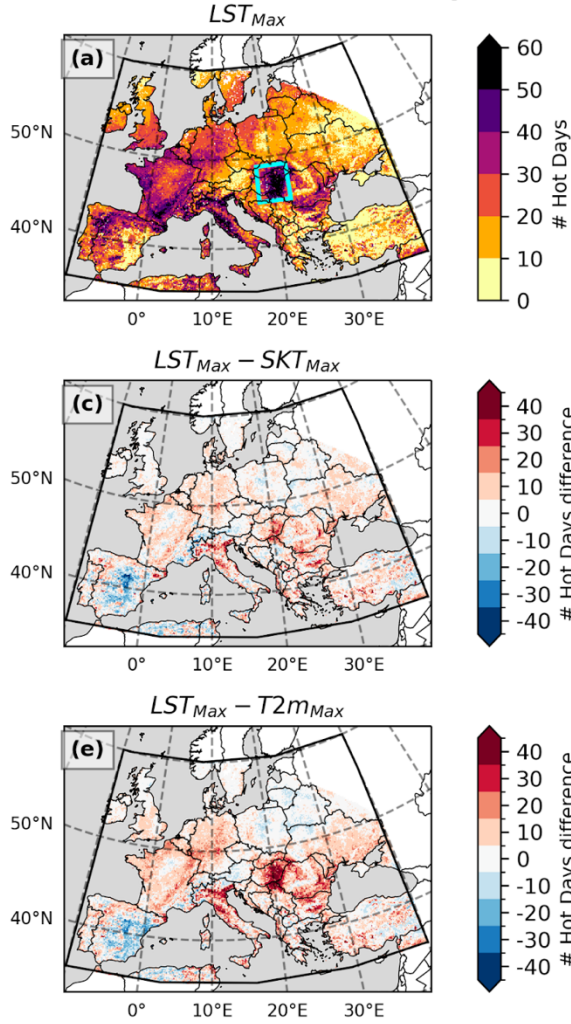 LST_Max
(a)
50°N
40°N
0° 10°E 20°E 30°E
60
50
40
30
20
10
0
# Hot Days
LST_Max − SKT_Max
(c)
50°N
40°N
0° 10°E 20°E 30°E
40
30
20
10
0
-10
-20
-30
-40
# Hot Days difference
LST_Max − T2m_Max
(e)
50°N
40°N
0° 10°E 20°E 30°E
40
30
20
10
0
-10
-20
-30
-40
# Hot Days difference